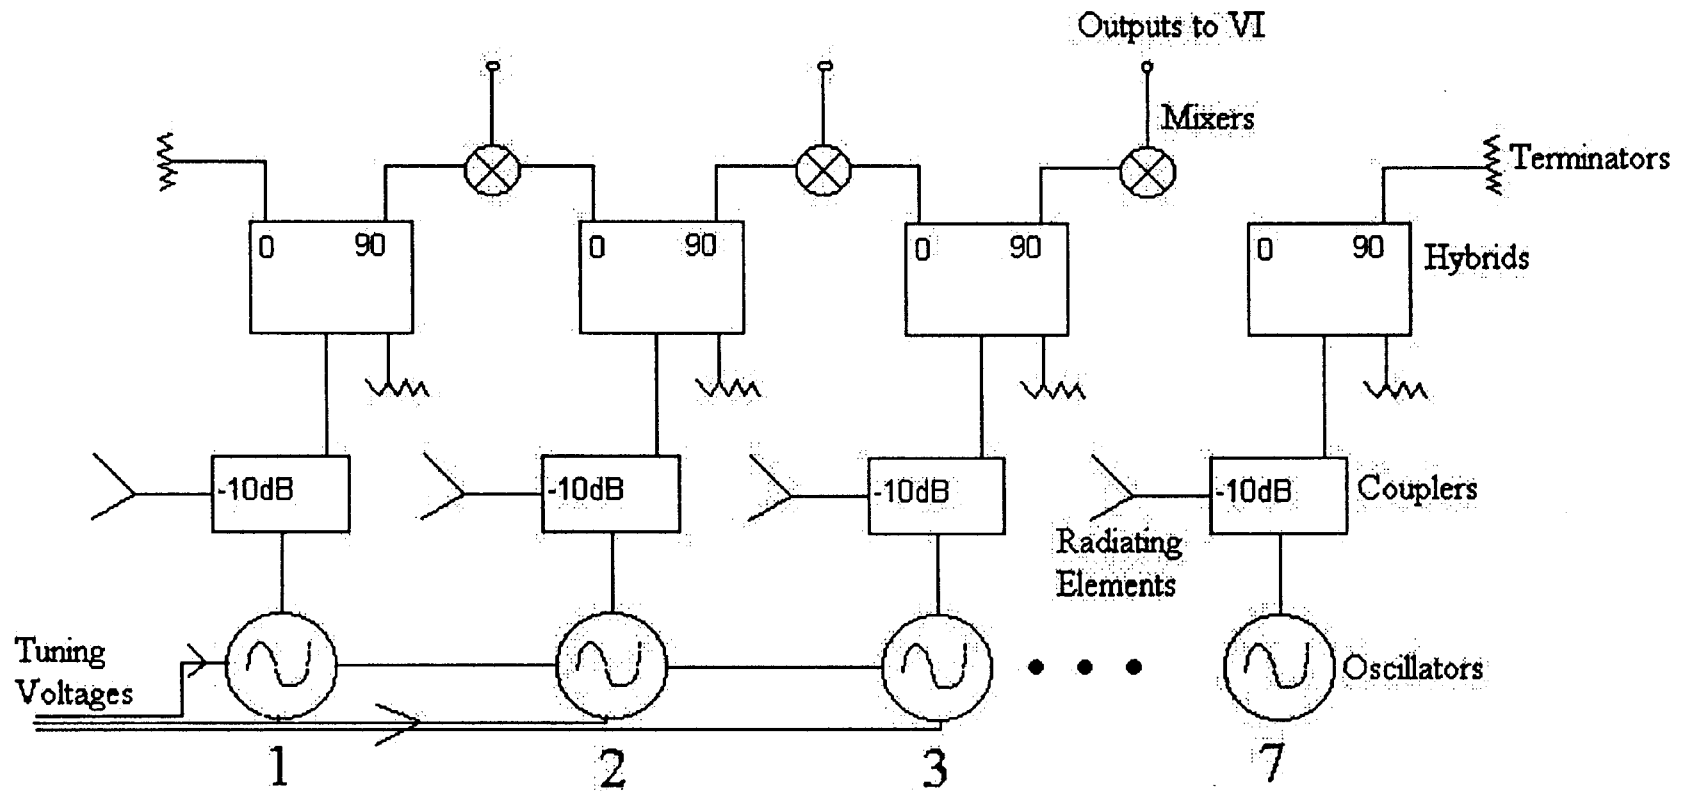 Outputs to VI
Mixers
Terminators
0 90
0 90
0 90
0 90
Hybrids
-10dB
-10dB
-10dB
-10dB
Couplers
Radiating
Elements
Tuning
Voltages
Oscillators
1
2
3
7